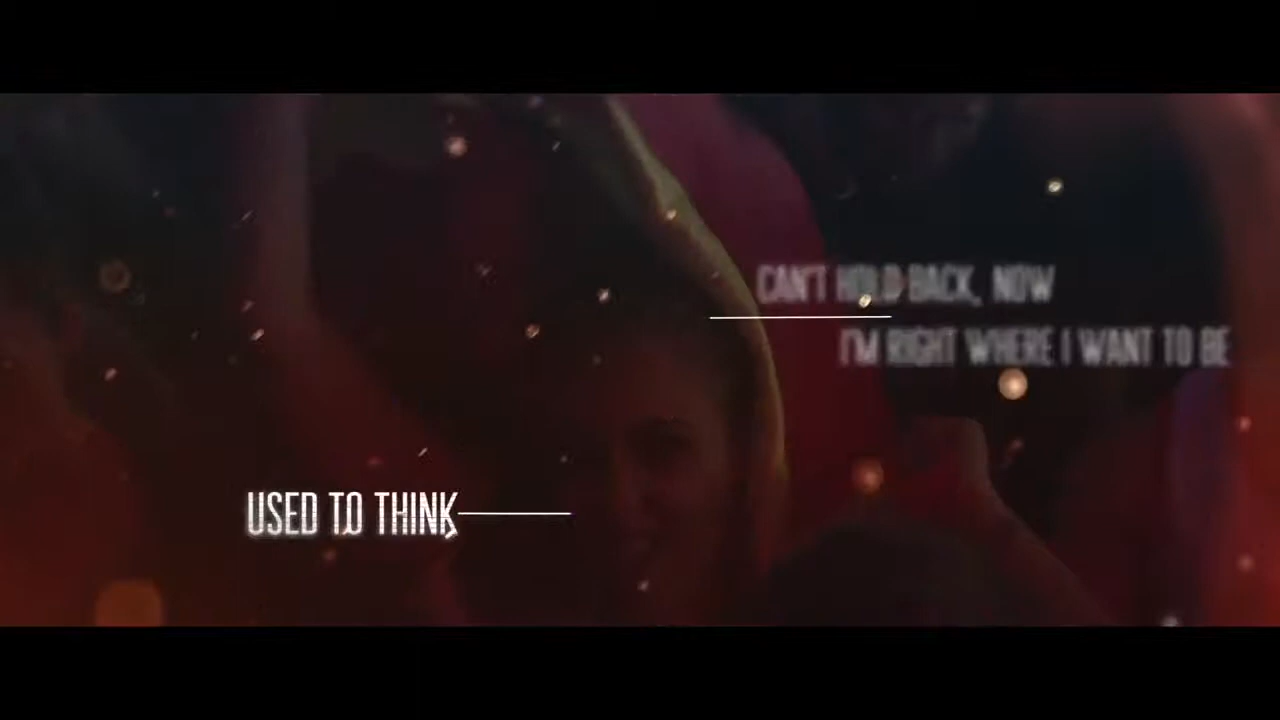 CAN'T HOLD BACK, NOW
I'M RIGHT WHERE I WANT TO BE
USED TO THINK